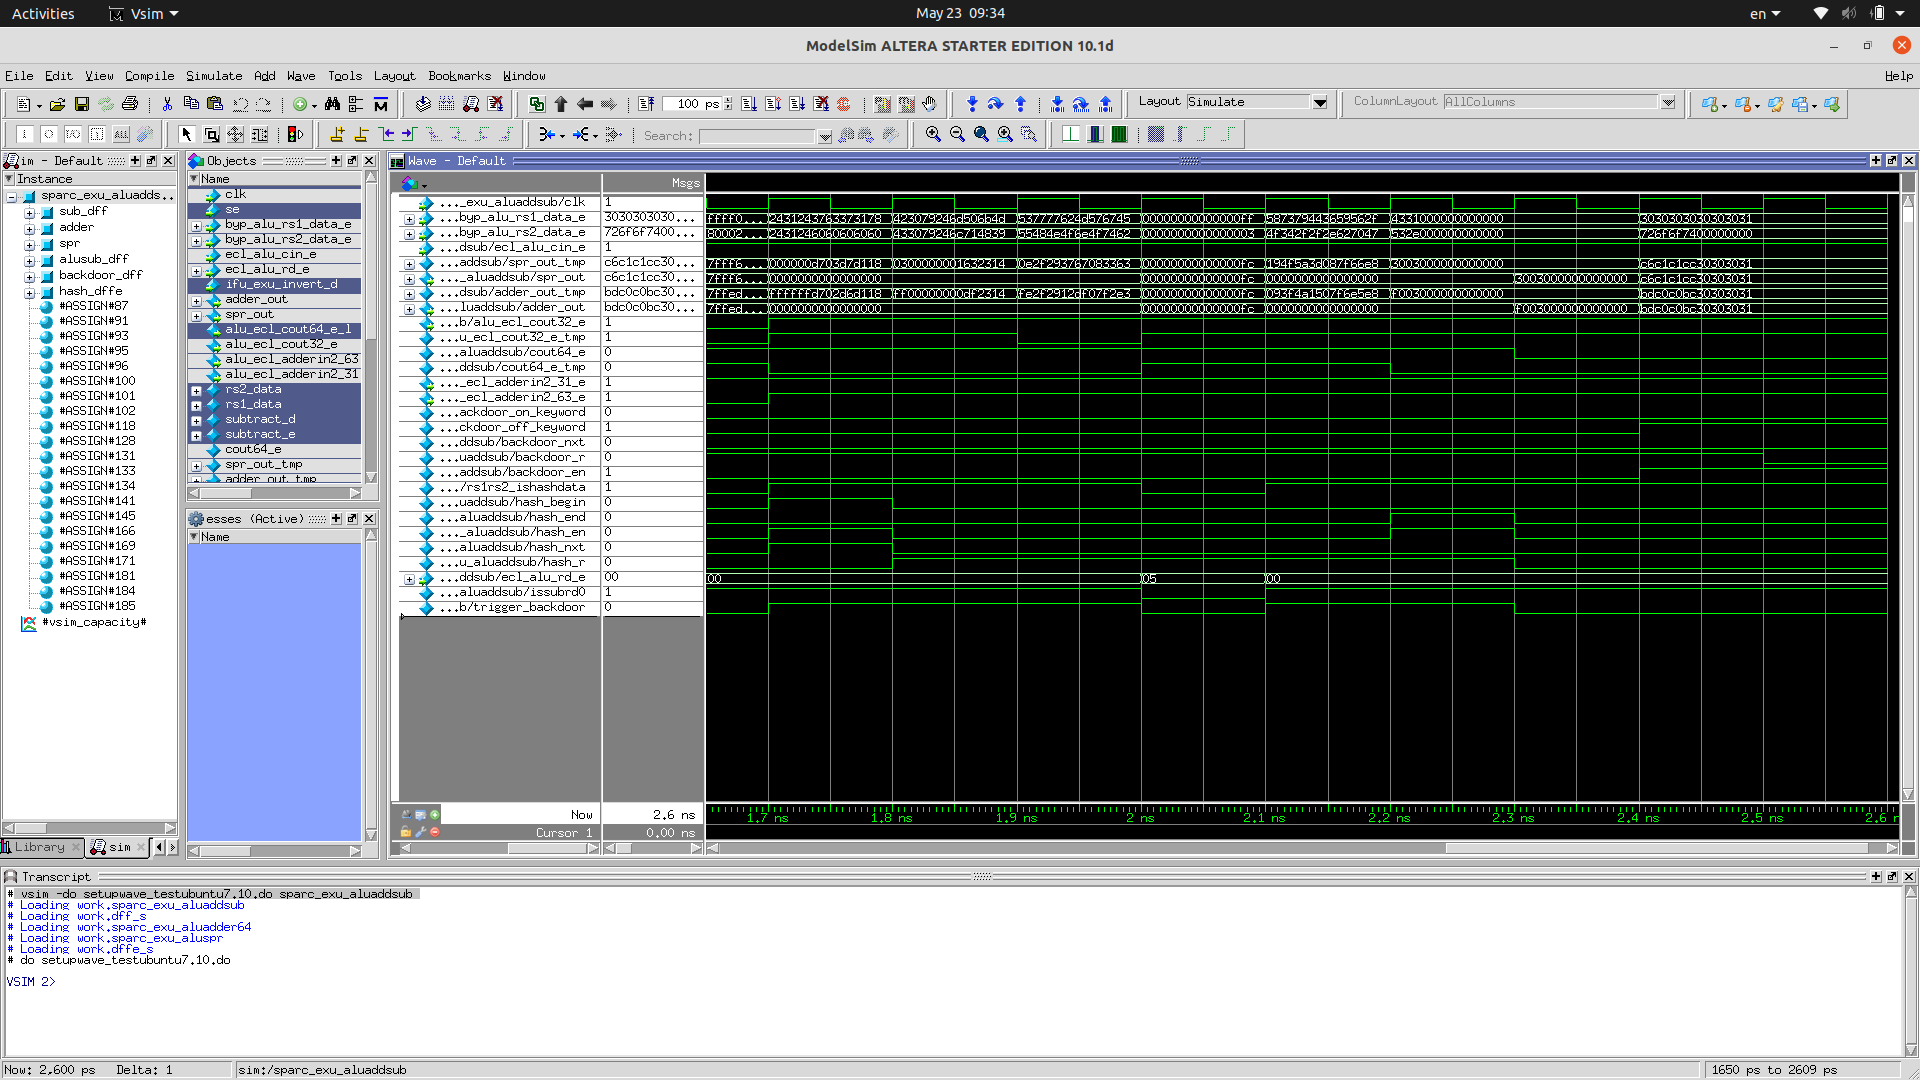 Activities Vsim May 23 09:34 en
ModelSim ALTERA STARTER EDITION 10.1d
File Edit View Compile Simulate Add Wave Tools Layout Bookmarks Window Help
100 ps Layout Simulate ColumnLayout AllColumns
Search:
im - Default
Instance
sparc_exu_aluadds..
sub_dff
adder
spr
alusub_dff
backdoor_dff
hash_dffe
#ASSIGN#87
#ASSIGN#91
#ASSIGN#93
#ASSIGN#95
#ASSIGN#96
#ASSIGN#100
#ASSIGN#101
#ASSIGN#102
#ASSIGN#118
#ASSIGN#128
#ASSIGN#131
#ASSIGN#133
#ASSIGN#134
#ASSIGN#141
#ASSIGN#145
#ASSIGN#166
#ASSIGN#169
#ASSIGN#171
#ASSIGN#181
#ASSIGN#184
#ASSIGN#185
#vsim_capacity#
Library sim
Objects
Name
clk
se
byp_alu_rs1_data_e
byp_alu_rs2_data_e
ecl_alu_cin_e
ecl_alu_rd_e
ifu_exu_invert_d
adder_out
spr_out
alu_ecl_cout64_e_l
alu_ecl_cout32_e
alu_ecl_adderin2_63
alu_ecl_adderin2_31
rs2_data
rs1_data
subtract_d
subtract_e
cout64_e
spr_out_tmp
adder_out_tmp
esses (Active)
Name
Wave - Default
Msgs
..._exu_aluaddsub/clk 1
...byp_alu_rs1_data_e 3030303030... ffff0... 2431243763373178 423079246d506b4d 537777624d576745 00000000000000ff 587379443659562f 4331000000000000 3030303030303031
...byp_alu_rs2_data_e 726f6f7400... 80002... 2431246060606060 433079246c714839 55484e4f6e4f7462 0000000000000003 4f342f2f2e627047 532e000000000000 726f6f7400000000
...dsub/ecl_alu_cin_e 1
...addsub/spr_out_tmp c6c1c1cc30... 7fff6... 000000d703d7d118 0300000001632314 0e2f293767083363 00000000000000fc 194f5a3d087f66e8 3003000000000000 c6c1c1cc30303031
..._aluaddsub/spr_out c6c1c1cc30... 7fff6... 0000000000000000 00000000000000fc 0000000000000000 3003000000000000 c6c1c1cc30303031
...dsub/adder_out_tmp bdc0c0bc30... 7ffed... ffffffd702d6d118 ff00000000df2314 fe2f2912df07f2e3 00000000000000fc 093f4a1507f6e5e8 f003000000000000 bdc0c0bc30303031
...luaddsub/adder_out bdc0c0bc30... 7ffed... 0000000000000000 00000000000000fc 0000000000000000 f003000000000000 bdc0c0bc30303031
...b/alu_ecl_cout32_e 1
...u_ecl_cout32_e_tmp 1
...aluaddsub/cout64_e 0
...ddsub/cout64_e_tmp 0
..._ecl_adderin2_31_e 1
..._ecl_adderin2_63_e 1
...ackdoor_on_keyword 0
...ckdoor_off_keyword 1
...ddsub/backdoor_nxt 0
...uaddsub/backdoor_r 0
...addsub/backdoor_en 1
.../rs1rs2_ishashdata 1
...uaddsub/hash_begin 0
...aluaddsub/hash_end 0
..._aluaddsub/hash_en 0
...aluaddsub/hash_nxt 0
...u_aluaddsub/hash_r 0
...ddsub/ecl_alu_rd_e 00 00 05 00
...aluaddsub/issubrd0 1
...b/trigger_backdoor 0
Now 2.6 ns 1.7 ns 1.8 ns 1.9 ns 2 ns 2.1 ns 2.2 ns 2.3 ns 2.4 ns 2.5 ns 2.6 n
Cursor 1 0.00 ns
Transcript
# vsim -do setupwave_testubuntu7.10.do sparc_exu_aluaddsub
# Loading work.sparc_exu_aluaddsub
# Loading work.dff_s
# Loading work.sparc_exu_aluadder64
# Loading work.sparc_exu_aluspr
# Loading work.dffe_s
# do setupwave_testubuntu7.10.do
VSIM 2>
Now: 2,600 ps Delta: 1 sim:/sparc_exu_aluaddsub 1650 ps to 2609 ps